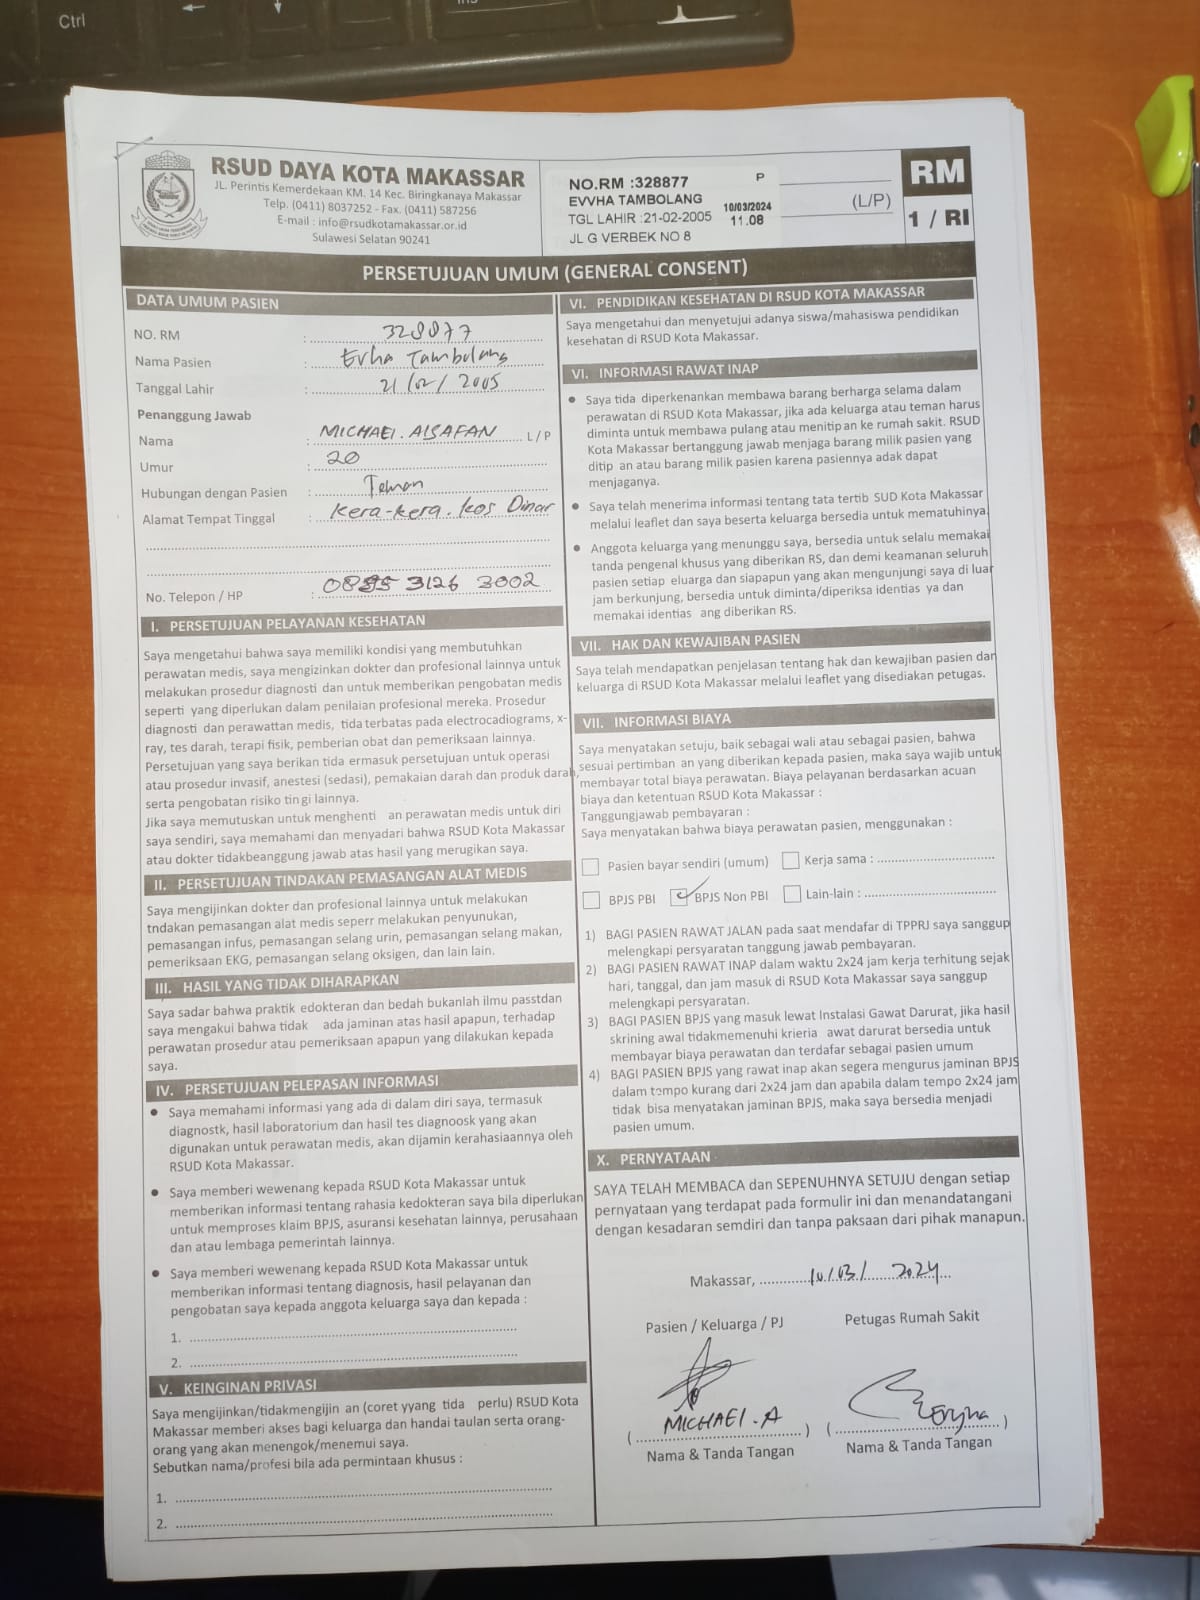 Ctrl
RSUD DAYA KOTA MAKASSAR
JL. Perintis Kemerdekaan KM. 14 Kec. Biringkanaya Makassar
Telp. (0411) 8037252 - Fax. (0411) 587256
E-mail : info@rsudkotamakassar.or.id
Sulawesi Selatan 90241
NO.RM :328877 P
EVVHA TAMBOLANG
TGL LAHIR :21-02-2005
10/03/2024
11.08
JL G VERBEK NO 8
(L/P)
RM
1 / RI
PERSETUJUAN UMUM (GENERAL CONSENT)
DATA UMUM PASIEN
NO. RM : 328877
Nama Pasien : Evha Tambolang
Tanggal Lahir : 21/02/2005
Penanggung Jawab
Nama : MICHAEL.ALSAFAN L/P
Umur : 20
Hubungan dengan Pasien : Teman
Alamat Tempat Tinggal : kera-kera. kos Dinar
No. Telepon / HP : 0895 3126 3002
I. PERSETUJUAN PELAYANAN KESEHATAN
Saya mengetahui bahwa saya memiliki kondisi yang membutuhkan
perawatan medis, saya mengizinkan dokter dan profesional lainnya untuk
melakukan prosedur diagnosti dan untuk memberikan pengobatan medis
seperti yang diperlukan dalam penilaian profesional mereka. Prosedur
diagnosti dan perawattan medis, tida terbatas pada electrocadiograms, x-
ray, tes darah, terapi fisik, pemberian obat dan pemeriksaan lainnya.
Persetujuan yang saya berikan tida ermasuk persetujuan untuk operasi
atau prosedur invasif, anestesi (sedasi), pemakaian darah dan produk darah,
serta pengobatan risiko tin gi lainnya.
Jika saya memutuskan untuk menghenti an perawatan medis untuk diri
saya sendiri, saya memahami dan menyadari bahwa RSUD Kota Makassar
atau dokter tidakbeanggung jawab atas hasil yang merugikan saya.
II. PERSETUJUAN TINDAKAN PEMASANGAN ALAT MEDIS
Saya mengijinkan dokter dan profesional lainnya untuk melakukan
tndakan pemasangan alat medis seperr melakukan penyunukan,
pemasangan infus, pemasangan selang urin, pemasangan selang makan,
pemeriksaan EKG, pemasangan selang oksigen, dan lain lain.
III. HASIL YANG TIDAK DIHARAPKAN
Saya sadar bahwa praktik edokteran dan bedah bukanlah ilmu passtdan
saya mengakui bahwa tidak ada jaminan atas hasil apapun, terhadap
perawatan prosedur atau pemeriksaan apapun yang dilakukan kepada
saya.
IV. PERSETUJUAN PELEPASAN INFORMASI
● Saya memahami informasi yang ada di dalam diri saya, termasuk
diagnostk, hasil laboratorium dan hasil tes diagnoosk yang akan
digunakan untuk perawatan medis, akan dijamin kerahasiaannya oleh
RSUD Kota Makassar.
● Saya memberi wewenang kepada RSUD Kota Makassar untuk
memberikan informasi tentang rahasia kedokteran saya bila diperlukan
untuk memproses klaim BPJS, asuransi kesehatan lainnya, perusahaan
dan atau lembaga pemerintah lainnya.
● Saya memberi wewenang kepada RSUD Kota Makassar untuk
memberikan informasi tentang diagnosis, hasil pelayanan dan
pengobatan saya kepada anggota keluarga saya dan kepada :
1.
2.
V. KEINGINAN PRIVASI
Saya mengijinkan/tidakmengijin an (coret yyang tida perlu) RSUD Kota
Makassar memberi akses bagi keluarga dan handai taulan serta orang-
orang yang akan menengok/menemui saya.
Sebutkan nama/profesi bila ada permintaan khusus :
1.
2.
VI. PENDIDIKAN KESEHATAN DI RSUD KOTA MAKASSAR
Saya mengetahui dan menyetujui adanya siswa/mahasiswa pendidikan
kesehatan di RSUD Kota Makassar.
VI. INFORMASI RAWAT INAP
● Saya tida diperkenankan membawa barang berharga selama dalam
perawatan di RSUD Kota Makassar, jika ada keluarga atau teman harus
diminta untuk membawa pulang atau menitip an ke rumah sakit. RSUD
Kota Makassar bertanggung jawab menjaga barang milik pasien yang
ditip an atau barang milik pasien karena pasiennya adak dapat
menjaganya.
● Saya telah menerima informasi tentang tata tertib SUD Kota Makassar
melalui leaflet dan saya beserta keluarga bersedia untuk mematuhinya.
● Anggota keluarga yang menunggu saya, bersedia untuk selalu memakai
tanda pengenal khusus yang diberikan RS, dan demi keamanan seluruh
pasien setiap eluarga dan siapapun yang akan mengunjungi saya di luar
jam berkunjung, bersedia untuk diminta/diperiksa identias ya dan
memakai identias ang diberikan RS.
VII. HAK DAN KEWAJIBAN PASIEN
Saya telah mendapatkan penjelasan tentang hak dan kewajiban pasien dan
keluarga di RSUD Kota Makassar melalui leaflet yang disediakan petugas.
VII. INFORMASI BIAYA
Saya menyatakan setuju, baik sebagai wali atau sebagai pasien, bahwa
sesuai pertimban an yang diberikan kepada pasien, maka saya wajib untuk
membayar total biaya perawatan. Biaya pelayanan berdasarkan acuan
biaya dan ketentuan RSUD Kota Makassar :
Tanggungjawab pembayaran :
Saya menyatakan bahwa biaya perawatan pasien, menggunakan :
Pasien bayar sendiri (umum) Kerja sama :
BPJS PBI BPJS Non PBI Lain-lain :
1) BAGI PASIEN RAWAT JALAN pada saat mendafar di TPPRJ saya sanggup
melengkapi persyaratan tanggung jawab pembayaran.
2) BAGI PASIEN RAWAT INAP dalam waktu 2x24 jam kerja terhitung sejak
hari, tanggal, dan jam masuk di RSUD Kota Makassar saya sanggup
melengkapi persyaratan.
3) BAGI PASIEN BPJS yang masuk lewat Instalasi Gawat Darurat, jika hasil
skrining awal tidakmemenuhi krieria awat darurat bersedia untuk
membayar biaya perawatan dan terdafar sebagai pasien umum
4) BAGI PASIEN BPJS yang rawat inap akan segera mengurus jaminan BPJS
dalam tempo kurang dari 2x24 jam dan apabila dalam tempo 2x24 jam
tidak bisa menyatakan jaminan BPJS, maka saya bersedia menjadi
pasien umum.
X. PERNYATAAN
SAYA TELAH MEMBACA dan SEPENUHNYA SETUJU dengan setiap
pernyataan yang terdapat pada formulir ini dan menandatangani
dengan kesadaran semdiri dan tanpa paksaan dari pihak manapun.
Makassar, 10/03/2024
Pasien / Keluarga / PJ Petugas Rumah Sakit
( MICHAEL.A ) ( )
Nama & Tanda Tangan Nama & Tanda Tangan